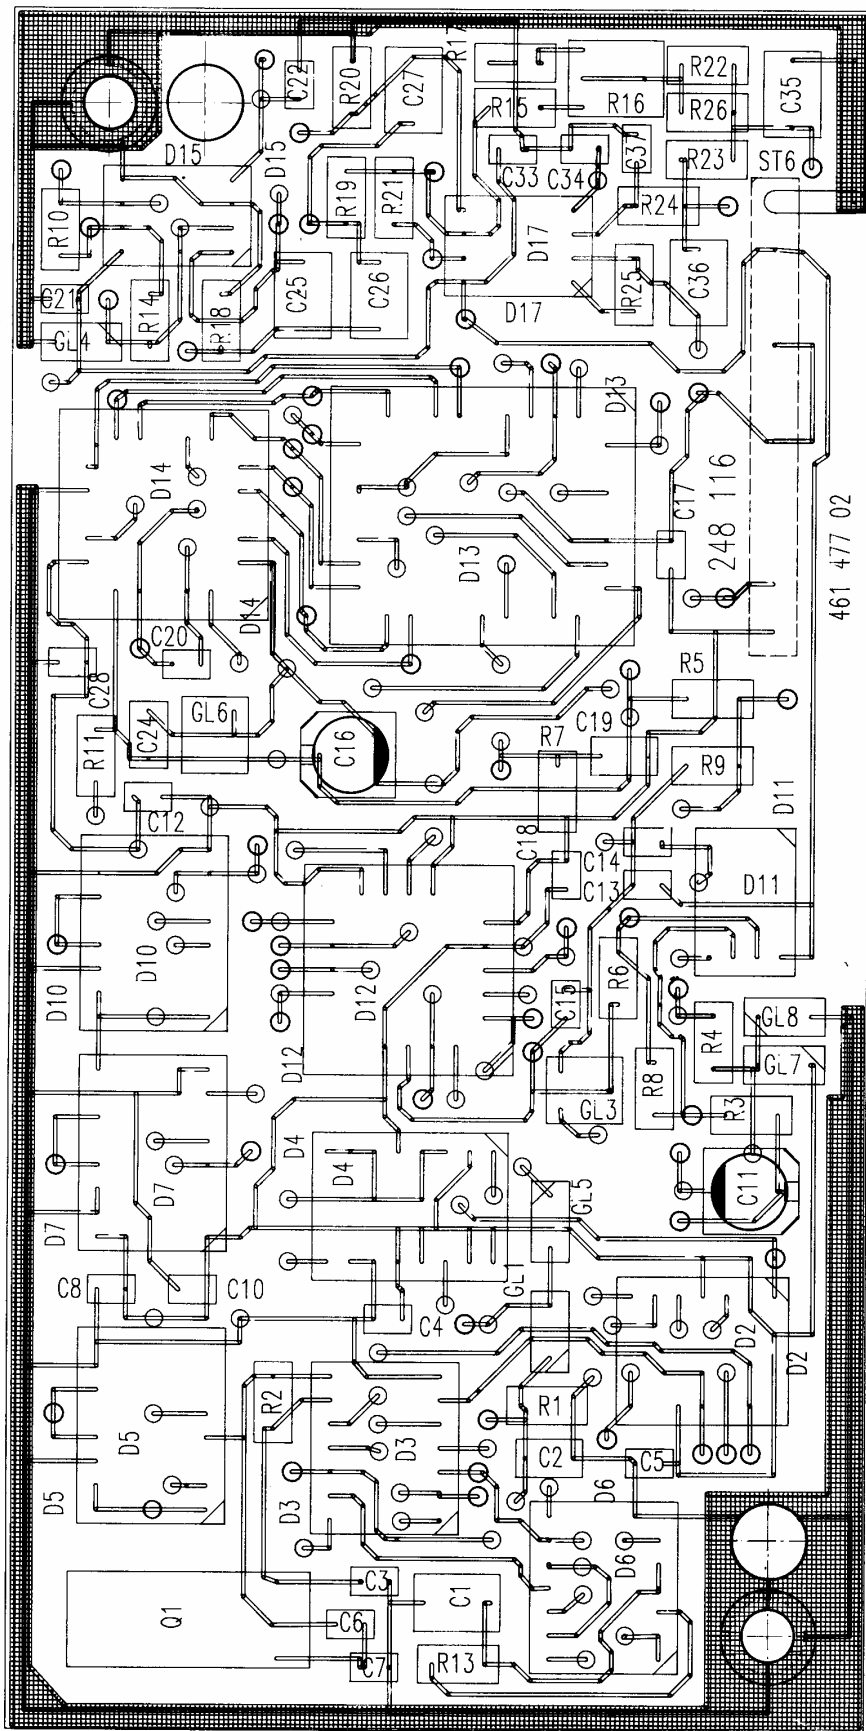 C22
R20
C27
R17
R15
R16
R22
R26
C35
D15
D15
R19
R21
C33
C34
C37
R23
ST6
R10
R24
D17
C21
R14
R18
C25
C26
D17
R25
C36
GL4
D13
D14
D13
C17
248 116
461 477 02
D14
C20
C28
R11
C24
GL6
C16
R7
C19
R5
R9
D11
C12
C18
C14
C13
D11
D10
D10
D12
D12
C15
R6
R4
GL8
GL7
GL3
R8
R3
D7
D7
D4
D4
GL5
C11
C8
C10
C4
GL1
D2
D2
R2
R1
D5
D5
D3
D3
C2
C5
D6
D6
Q1
C3
C6
C7
C1
R13